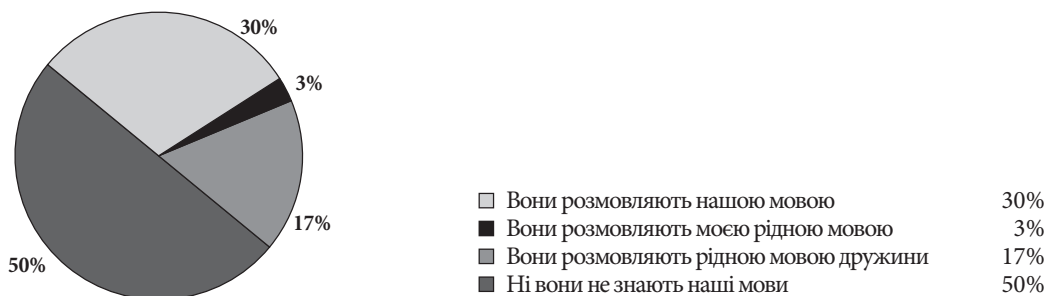 30%
3%
17%
50%
Вони розмовляють нашою мовою 30%
Вони розмовляють моєю рідною мовою 3%
Вони розмовляють рідною мовою дружини 17%
Ні вони не знають наші мови 50%